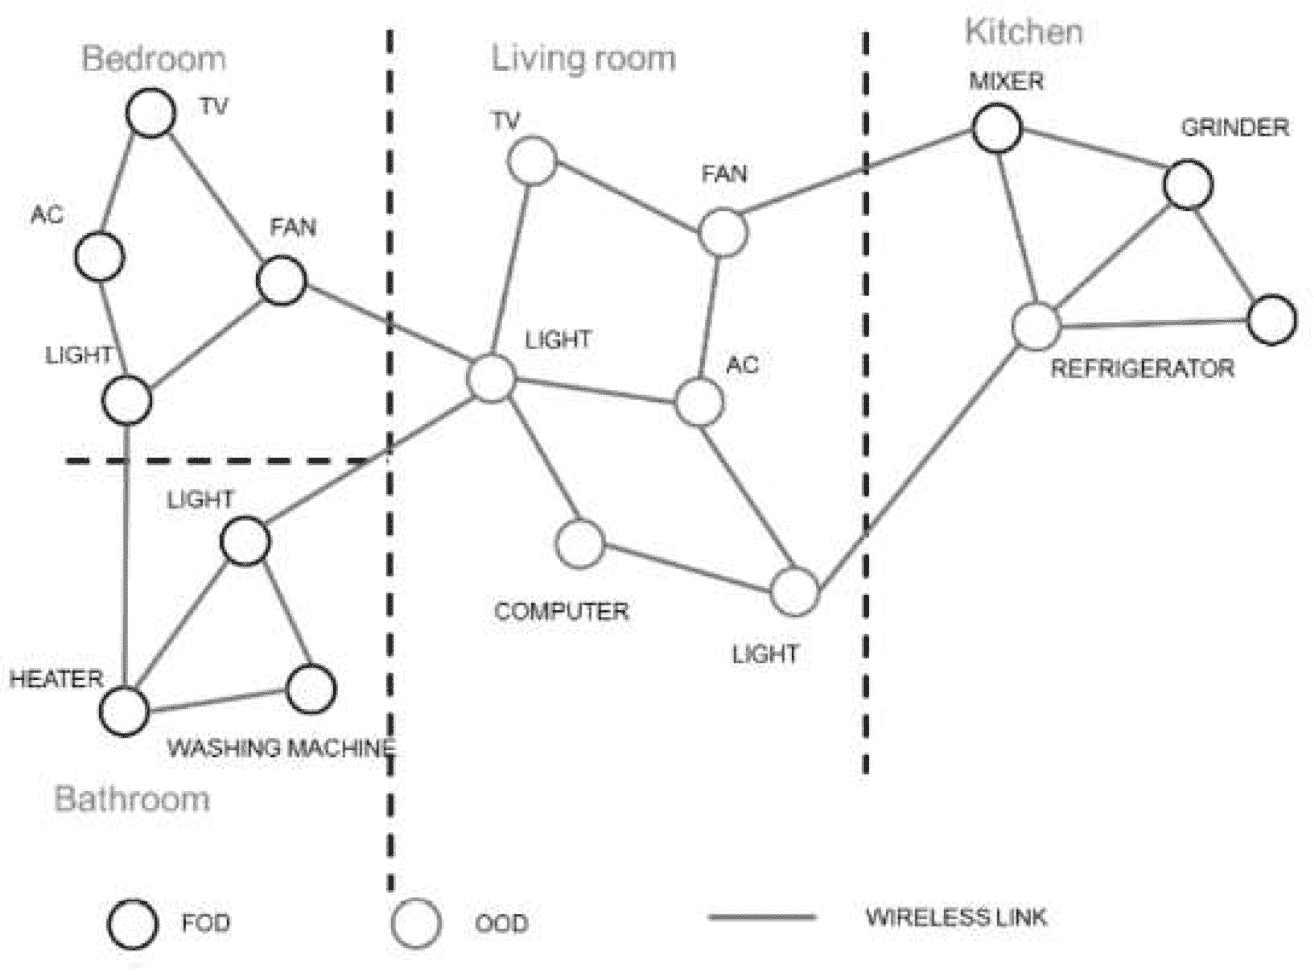 Bedroom
Living room
Kitchen
TV
TV
MIXER
GRINDER
AC
FAN
FAN
LIGHT
LIGHT
AC
REFRIGERATOR
LIGHT
COMPUTER
LIGHT
HEATER
WASHING MACHINE
Bathroom
FOD
OOD
WIRELESS LINK